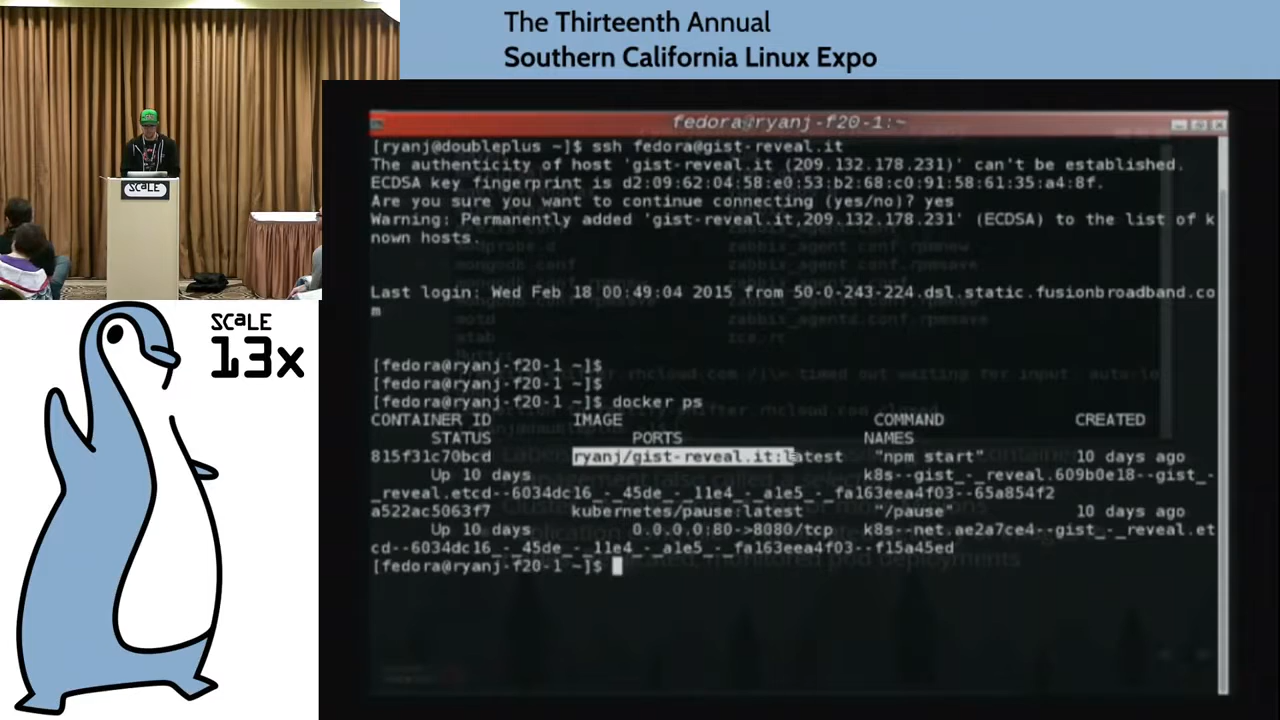 The Thirteenth Annual
Southern California Linux Expo
SCALE
SCALE
13x
fedora@ryanj-f20-1:~
[ryanj@doubleplus ~]$ ssh fedora@gist-reveal.it
The authenticity of host 'gist-reveal.it (209.132.178.231)' can't be established.
ECDSA key fingerprint is d2:09:62:04:58:e0:53:b2:68:c0:91:58:61:35:a4:8f.
Are you sure you want to continue connecting (yes/no)? yes
Warning: Permanently added 'gist-reveal.it,209.132.178.231' (ECDSA) to the list of k
nown hosts.
Last login: Wed Feb 18 00:49:04 2015 from 50-0-243-224.dsl.static.fusionbroadband.co
m
[fedora@ryanj-f20-1 ~]$
[fedora@ryanj-f20-1 ~]$
[fedora@ryanj-f20-1 ~]$ docker ps
CONTAINER ID IMAGE COMMAND CREATED
STATUS PORTS NAMES
815f31c70bcd ryanj/gist-reveal.it:latest "npm start" 10 days ago
Up 10 days k8s--gist_-_reveal.609b0e18--gist_-
_reveal.etcd--6034dc16_-_45de_-_11e4_-_a1e5_-_fa163eea4f03--65a854f2
a522ac5063f7 kubernetes/pause:latest "/pause" 10 days ago
Up 10 days 0.0.0.0:80->8080/tcp k8s--net.ae2a7ce4--gist_-_reveal.et
cd--6034dc16_-_45de_-_11e4_-_a1e5_-_fa163eea4f03--f15a45ed
[fedora@ryanj-f20-1 ~]$